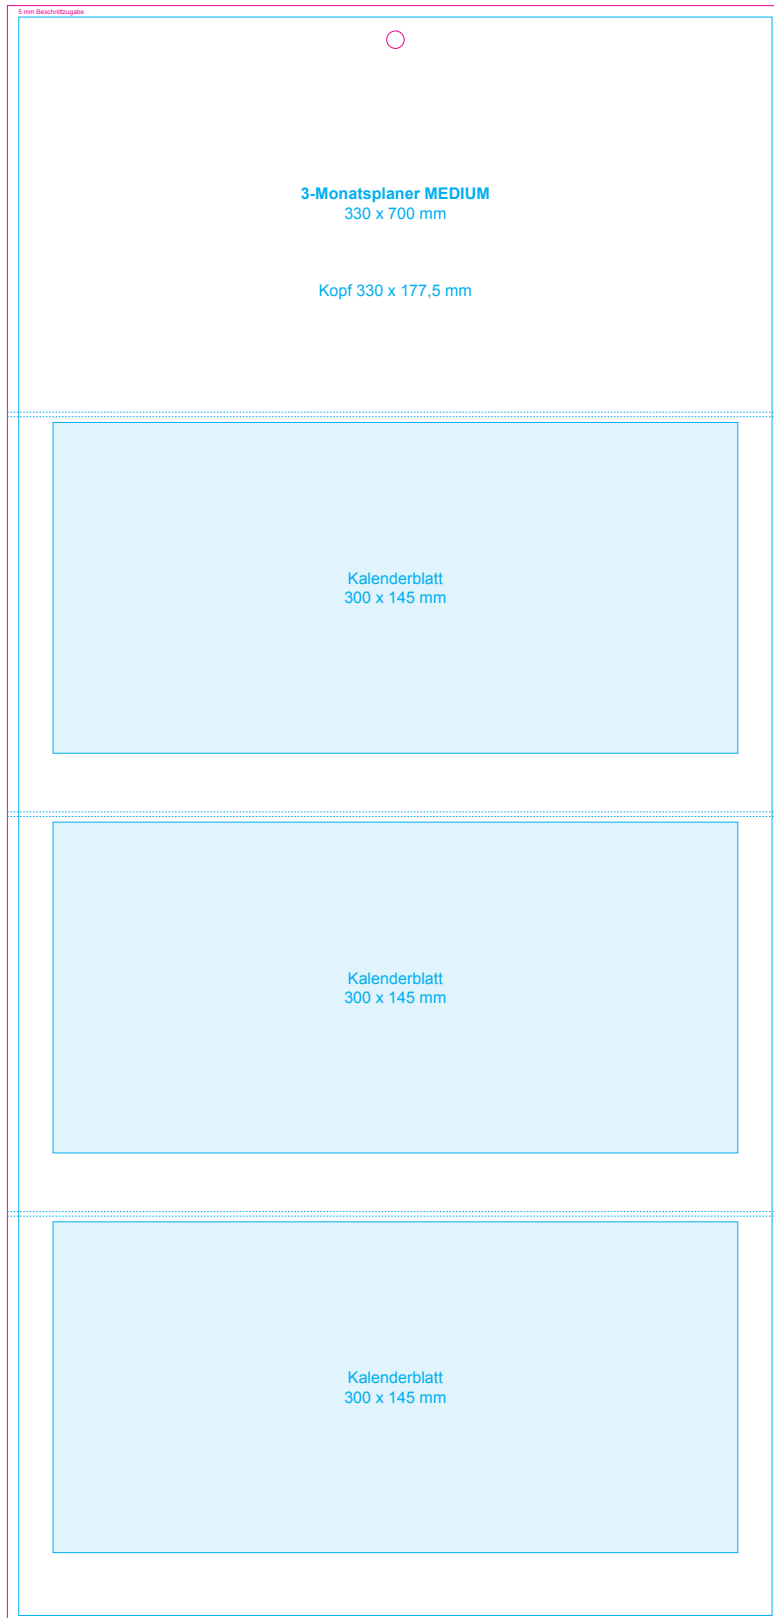 5 mm Beschnittzugabe
3-Monatsplaner MEDIUM
330 x 700 mm
Kopf 330 x 177,5 mm
Kalenderblatt
300 x 145 mm
Kalenderblatt
300 x 145 mm
Kalenderblatt
300 x 145 mm